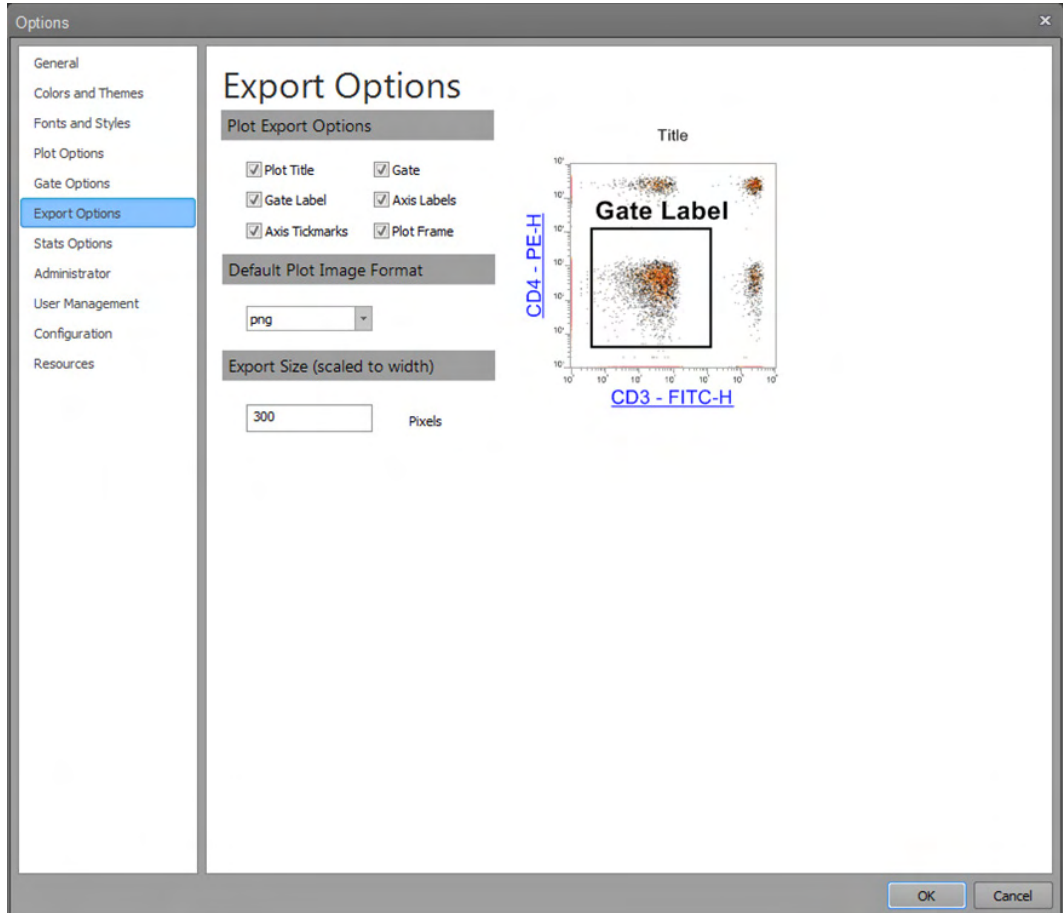 Options
General
Colors and Themes
Fonts and Styles
Plot Options
Gate Options
Export Options
Stats Options
Administrator
User Management
Configuration
Resources
Export Options
Plot Export Options
Plot Title
Gate
Gate Label
Axis Labels
Axis Tickmarks
Plot Frame
Default Plot Image Format
png
Export Size (scaled to width)
300
Pixels
Title
Gate Label
CD4 - PE-H
CD3 - FITC-H
OK
Cancel